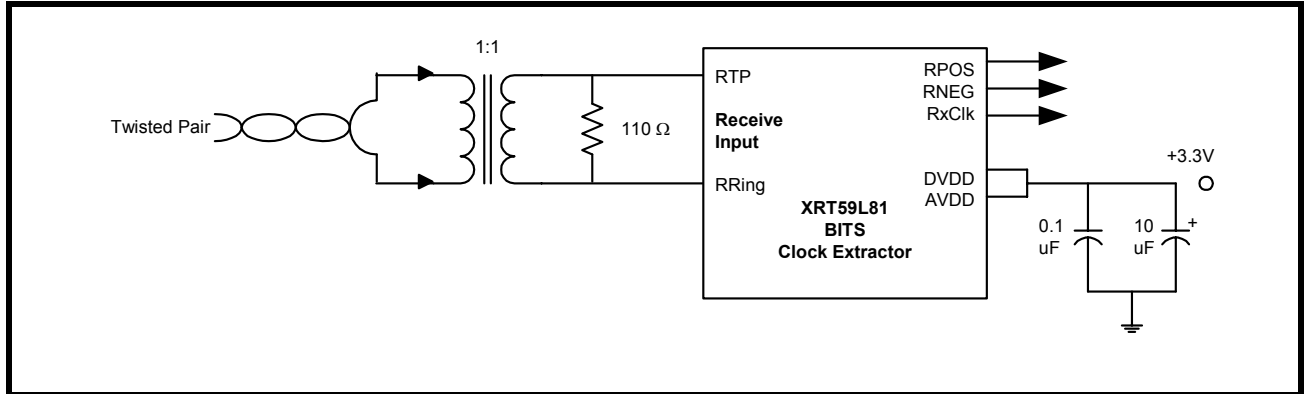 1:1
Twisted Pair
110 Ω
RTP
Receive
Input
RRing
XRT59L81
BITS
Clock Extractor
RPOS
RNEG
RxClk
DVDD
AVDD
+3.3V
0.1
uF
10
uF
+